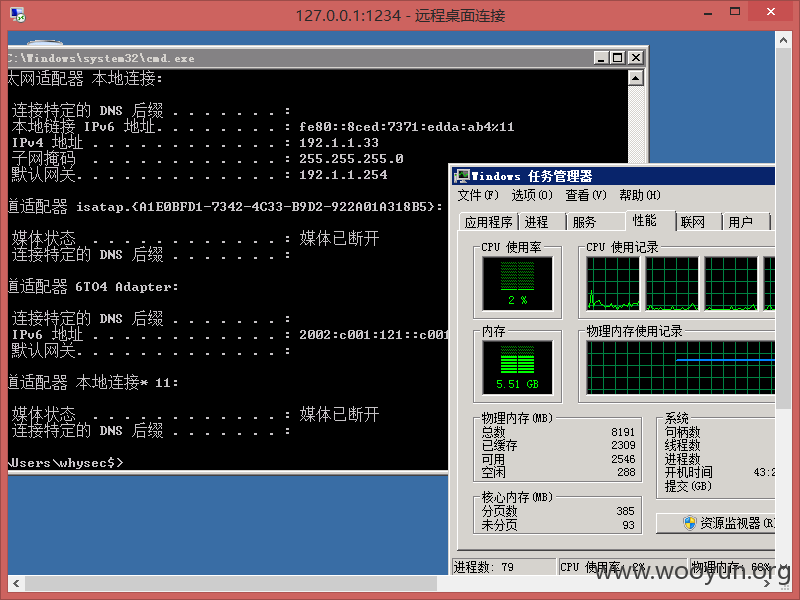 127.0.0.1:1234 - 远程桌面连接
C:\Windows\system32\cmd.exe
太网适配器 本地连接:
连接特定的 DNS 后缀 . . . . . . . :
本地链接 IPv6 地址. . . . . . . . : fe80::8ced:7371:edda:ab4%11
IPv4 地址 . . . . . . . . . . . . : 192.1.1.33
子网掩码 . . . . . . . . . . . . : 255.255.255.0
默认网关. . . . . . . . . . . . . : 192.1.1.254
道适配器 isatap.{A1E0BFD1-7342-4C33-B9D2-922A01A318B5}:
媒体状态 . . . . . . . . . . . . : 媒体已断开
连接特定的 DNS 后缀 . . . . . . . :
道适配器 6TO4 Adapter:
连接特定的 DNS 后缀 . . . . . . . :
IPv6 地址 . . . . . . . . . . . . : 2002:c001:121::c001
默认网关. . . . . . . . . . . . . :
道适配器 本地连接* 11:
媒体状态 . . . . . . . . . . . . : 媒体已断开
连接特定的 DNS 后缀 . . . . . . . :
\Users\whysec$>
Windows 任务管理器
文件(F) 选项(O) 查看(V) 帮助(H)
应用程序 进程 服务 性能 联网 用户
CPU 使用率 CPU 使用记录
2 %
内存 物理内存使用记录
5.51 GB
物理内存(MB)
总数 8191
已缓存 2309
可用 2546
空闲 288
核心内存(MB)
分页数 385
未分页 93
系统
句柄数
线程数
进程数
开机时间 43:2
提交(GB)
资源监视器(R)
进程数: 79 CPU 使用率: 2% 物理内存: 68%
www.wooyun.org